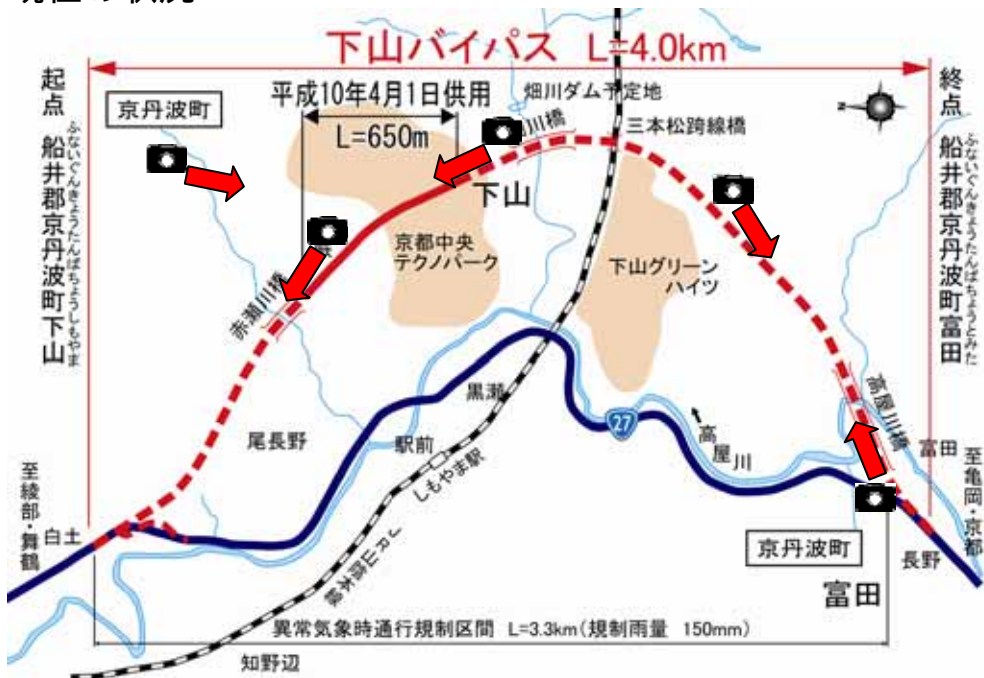 下山バイパス L=4.0km
起点
船井郡京丹波町下山
ふないぐんきょうたんばちょうしもやま
京丹波町
平成10年4月1日供用
L=650m
畑川ダム予定地
川橋
三本松跨線橋
終点
船井郡京丹波町富田
ふないぐんきょうたんばちょうとみた
下山
京都中央
テクノパーク
下山グリーン
ハイツ
赤瀬川橋
高屋川橋
黒瀬
27
尾長野
駅前
しもやま駅
高屋川
富田
至綾部・舞鶴
白土
至亀岡・京都
JR山陰本線
京丹波町
長野
富田
異常気象時通行規制区間 L=3.3km(規制雨量 150mm)
知野辺